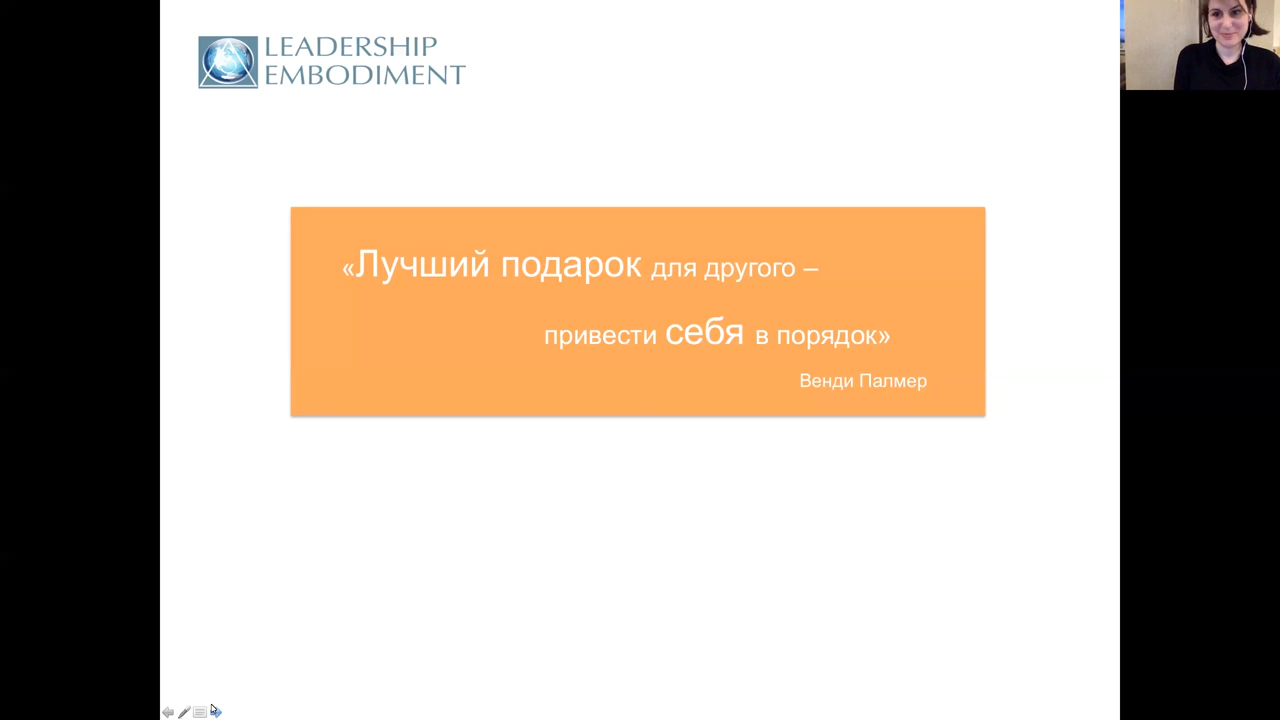 LEADERSHIP
EMBODIMENT
«Лучший подарок для другого –
привести себя в порядок»
Венди Палмер